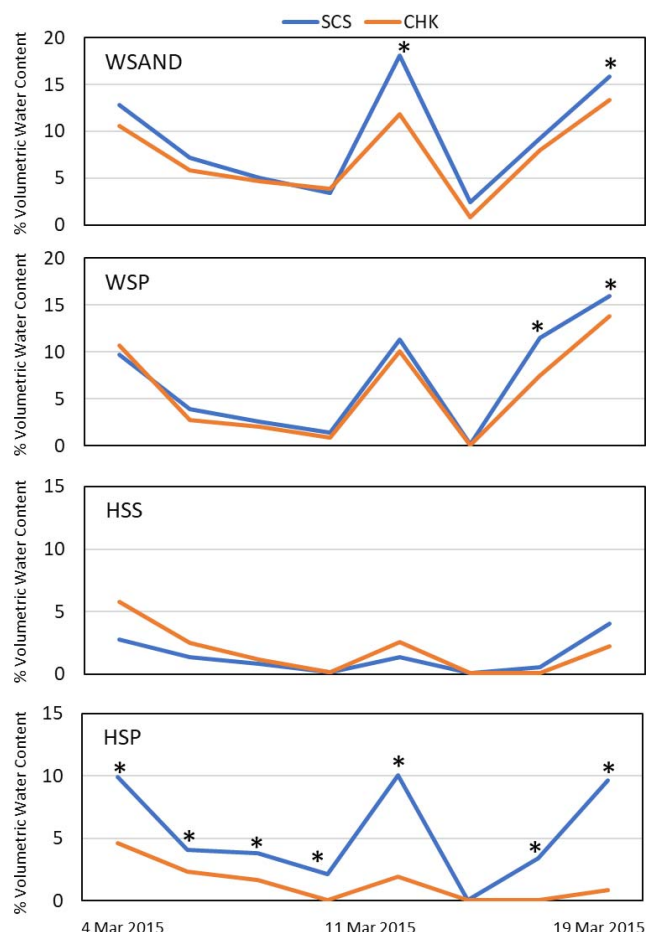 SCS CHK
% Volumetric Water Content
WSAND
20
15
10
5
0
*
*
% Volumetric Water Content
WSP
20
15
10
5
0
*
*
% Volumetric Water Content
HSS
15
10
5
0
% Volumetric Water Content
HSP
15
10
5
0
*
*
*
*
*
*
*
4 Mar 2015 11 Mar 2015 19 Mar 2015